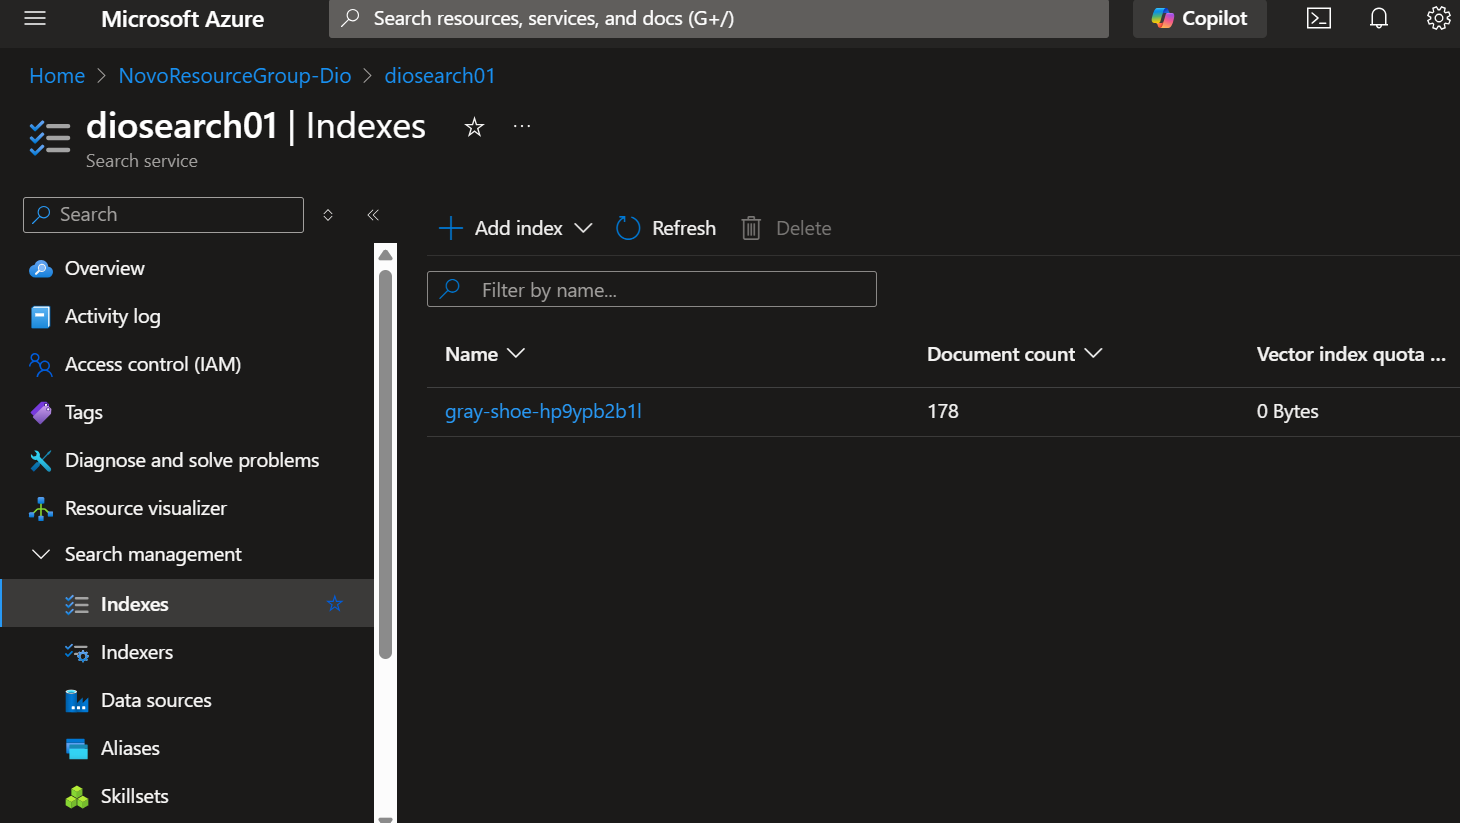 Microsoft Azure
Search resources, services, and docs (G+/)
Copilot
Home > NovoResourceGroup-Dio > diosearch01
diosearch01 | Indexes
Search service
Search
Add index
Refresh
Delete
Overview
Activity log
Access control (IAM)
Tags
Diagnose and solve problems
Resource visualizer
Search management
Indexes
Indexers
Data sources
Aliases
Skillsets
Filter by name...
Name Document count Vector index quota ...
gray-shoe-hp9ypb2b1l 178 0 Bytes